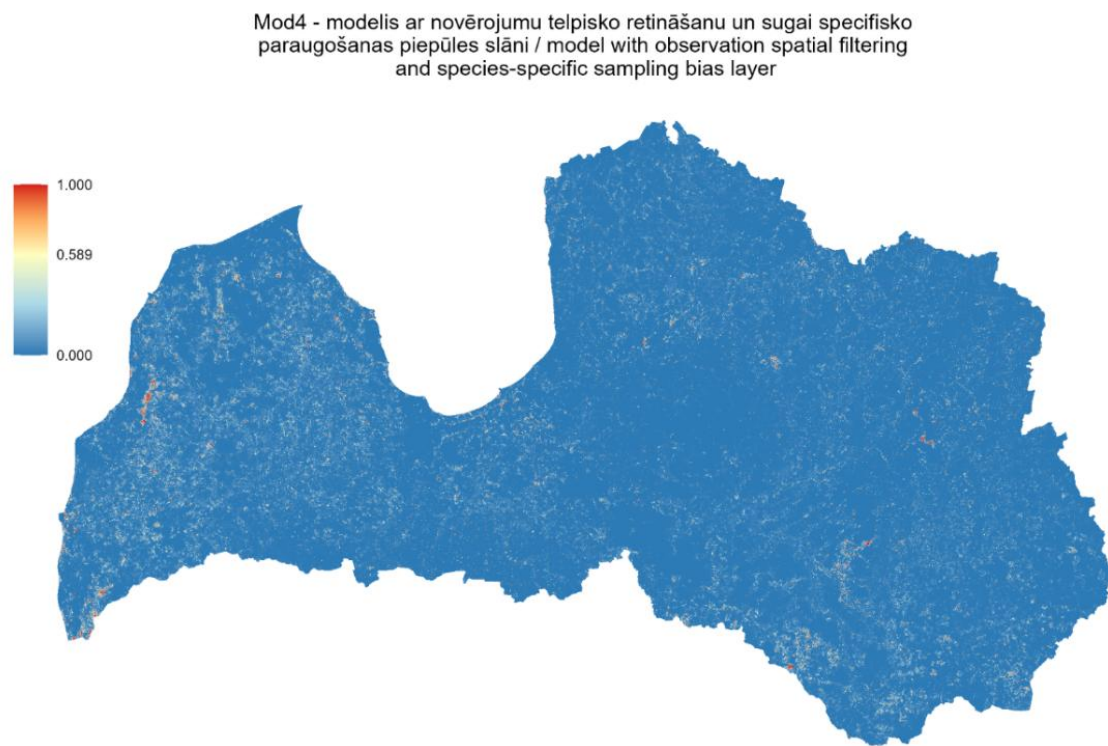 Mod4 - modelis ar novērojumu telpisko retināšanu un sugai specifisko
paraugošanas piepūles slāni / model with observation spatial filtering
and species-specific sampling bias layer
1.000
0.589
0.000